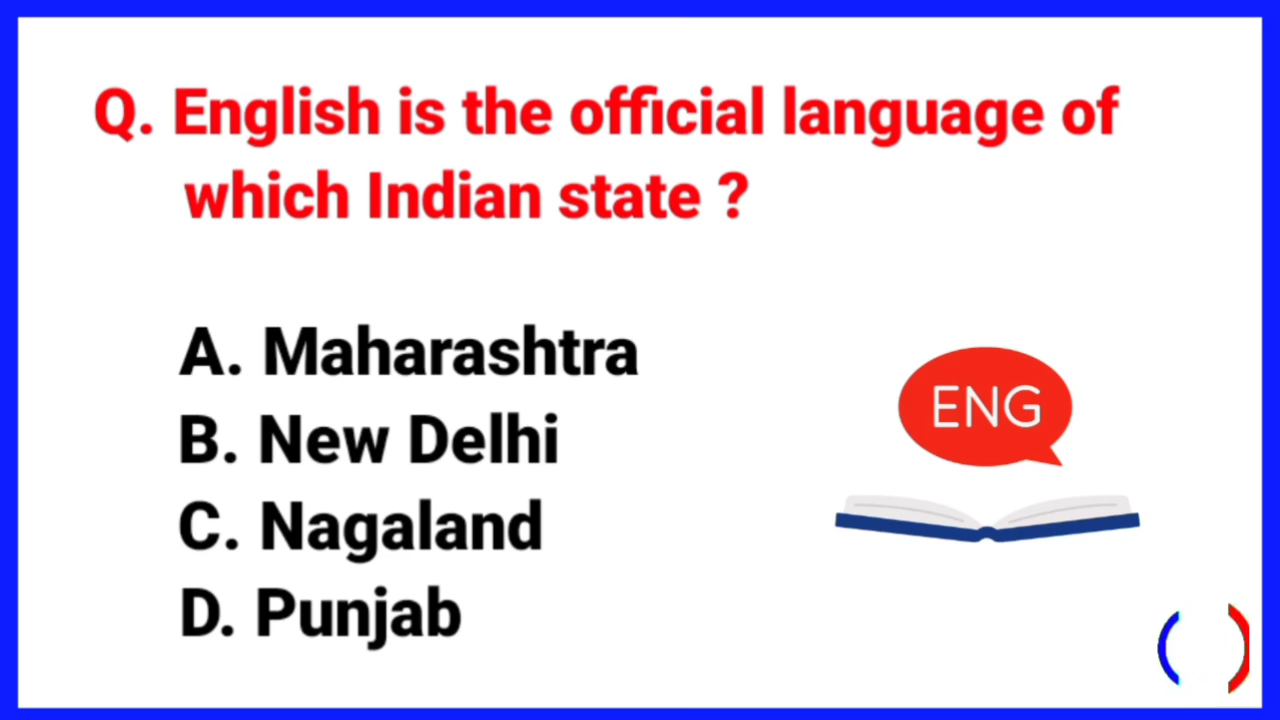 Q. English is the official language of
which Indian state ?
A. Maharashtra
B. New Delhi
ENG
C. Nagaland
D. Punjab